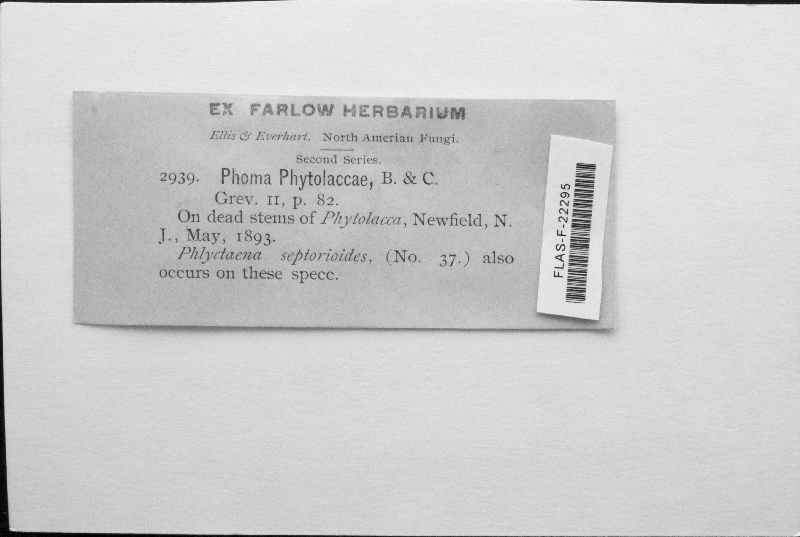 EX FARLOW HERBARIUM
Ellis & Everhart. North Amerian Fungi.
Second Series.
2939. Phoma Phytolaccae, B. & C.
Grev. 11, p. 82.
On dead stems of Phytolacca, Newfield, N.
J., May, 1893.
Phlyctaena septorioides, (No. 37.) also
occurs on these specc.
FLAS-F-22295